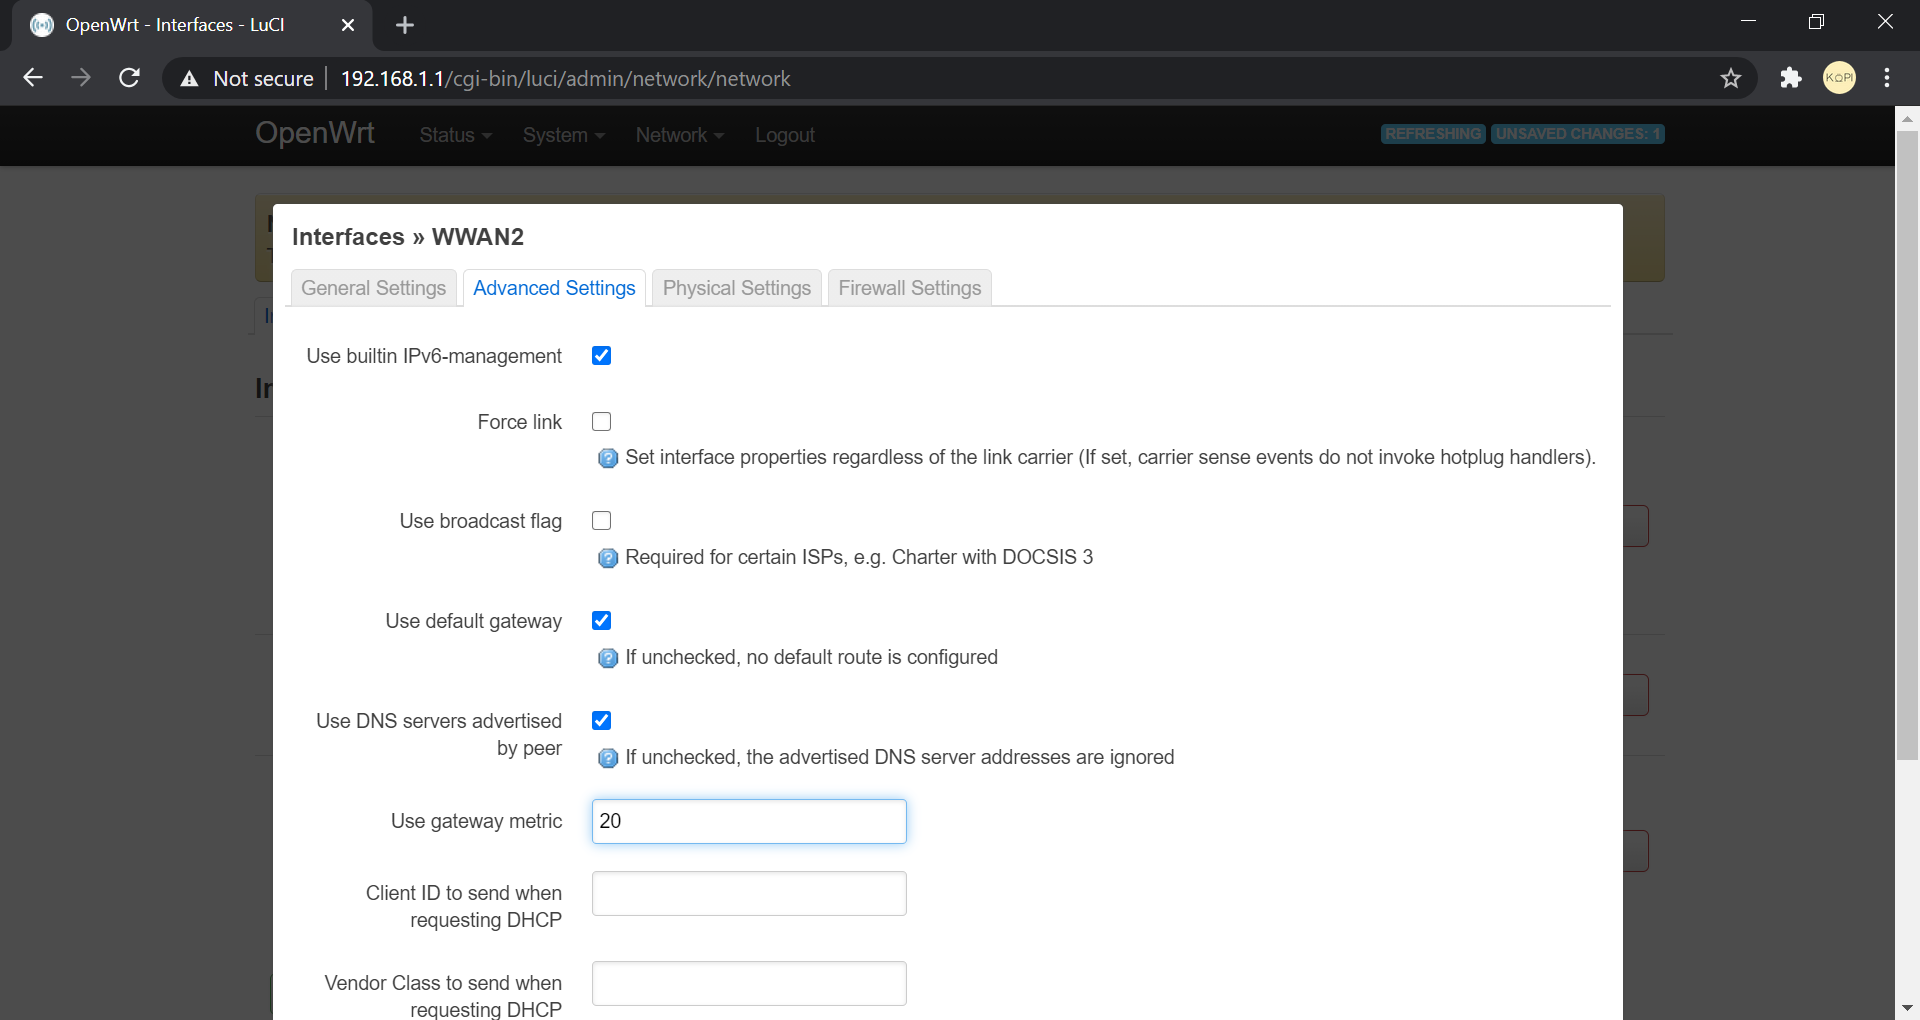 OpenWrt - Interfaces - LuCI
Not secure 192.168.1.1/cgi-bin/luci/admin/network/network
KOPI
OpenWrt Status System Network Logout REFRESHING UNSAVED CHANGES: 1
Interfaces » WWAN2
General Settings Advanced Settings Physical Settings Firewall Settings
Use builtin IPv6-management
Force link
Set interface properties regardless of the link carrier (If set, carrier sense events do not invoke hotplug handlers).
Use broadcast flag
Required for certain ISPs, e.g. Charter with DOCSIS 3
Use default gateway
If unchecked, no default route is configured
Use DNS servers advertised
by peer
If unchecked, the advertised DNS server addresses are ignored
Use gateway metric 20
Client ID to send when
requesting DHCP
Vendor Class to send when
requesting DHCP